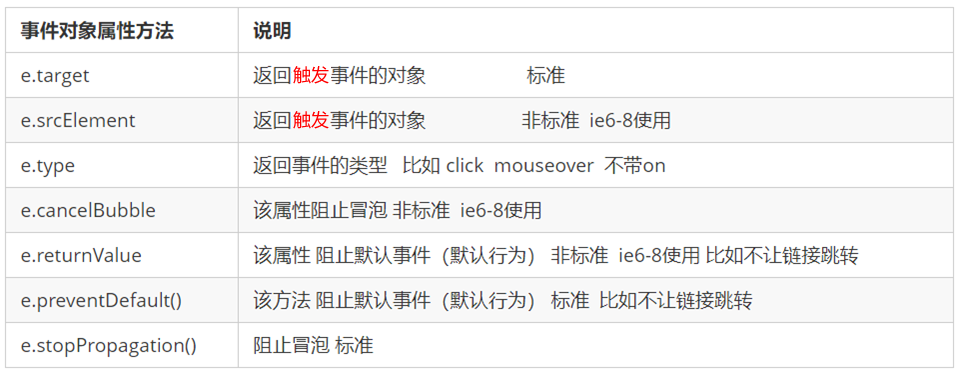 事件对象属性方法 说明
e.target 返回触发事件的对象 标准
e.srcElement 返回触发事件的对象 非标准 ie6-8使用
e.type 返回事件的类型 比如 click mouseover 不带on
e.cancelBubble 该属性阻止冒泡 非标准 ie6-8使用
e.returnValue 该属性 阻止默认事件（默认行为） 非标准 ie6-8使用 比如不让链接跳转
e.preventDefault() 该方法 阻止默认事件（默认行为） 标准 比如不让链接跳转
e.stopPropagation() 阻止冒泡 标准